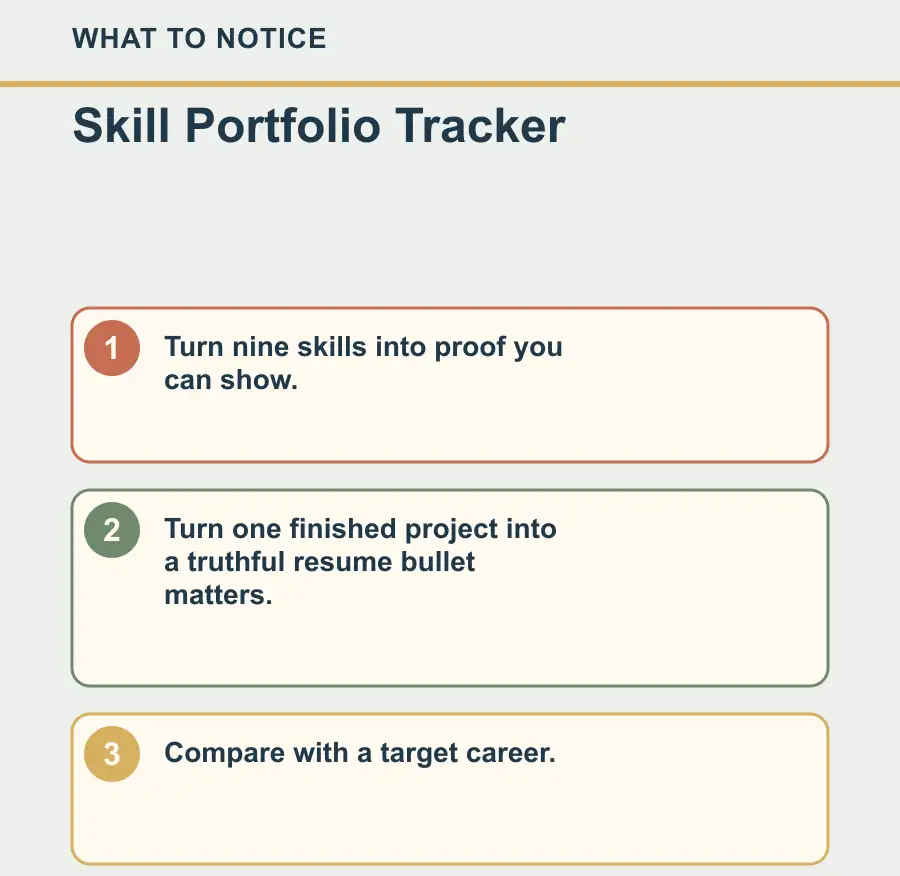 WHAT TO NOTICE
Skill Portfolio Tracker
1
Turn nine skills into proof you
can show.
2
Turn one finished project into
a truthful resume bullet
matters.
3
Compare with a target career.